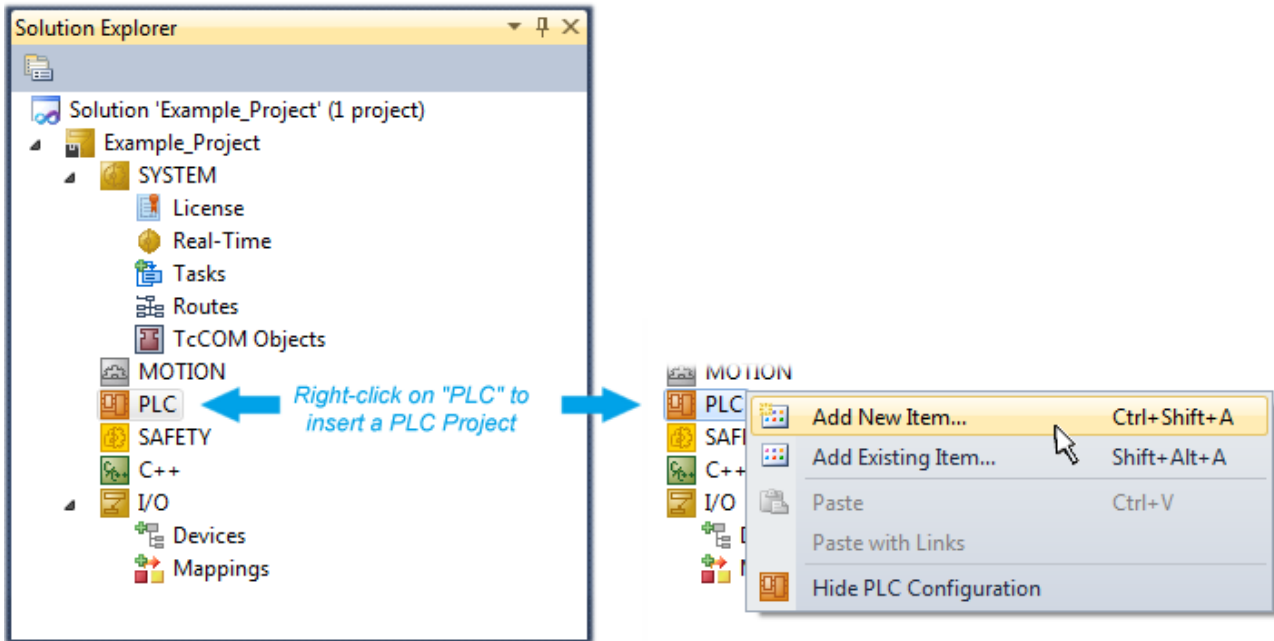 Solution Explorer
Solution 'Example_Project' (1 project)
Example_Project
SYSTEM
License
Real-Time
Tasks
Routes
TcCOM Objects
MOTION
PLC
SAFETY
C++
I/O
Devices
Mappings
Right-click on "PLC" to
insert a PLC Project
MOTION
PLC
C++
I/O
Add New Item... Ctrl+Shift+A
Add Existing Item... Shift+Alt+A
Paste Ctrl+V
Paste with Links
Hide PLC Configuration